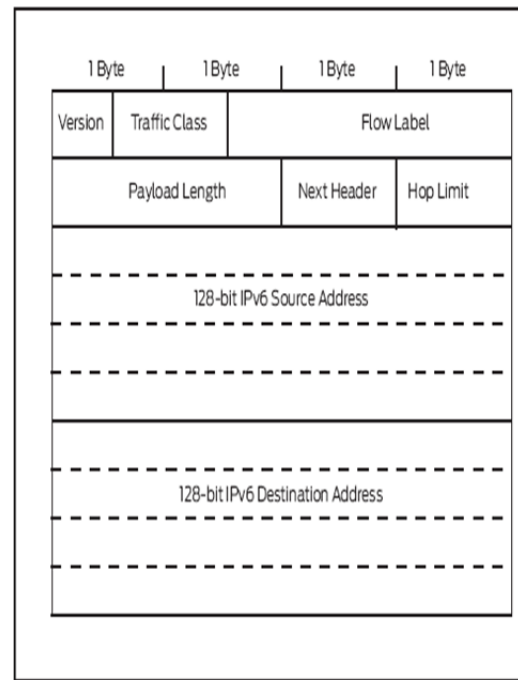 1 Byte 1 Byte 1 Byte 1 Byte
Version Traffic Class Flow Label
Payload Length Next Header Hop Limit
128-bit IPv6 Source Address
128-bit IPv6 Destination Address